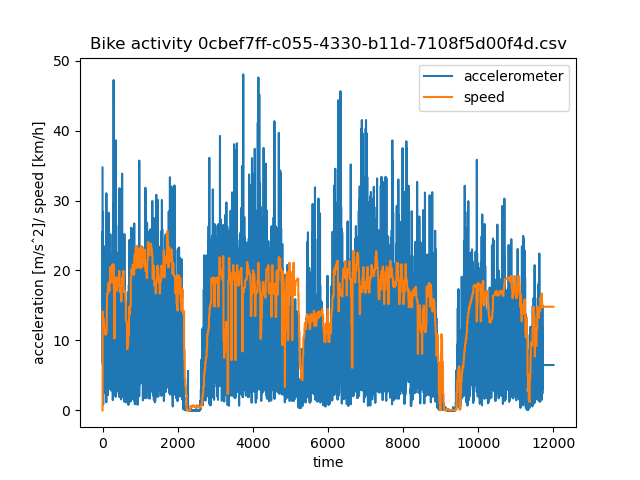 Bike activity 0cbef7ff-c055-4330-b11d-7108f5d00f4d.csv
accelerometer
speed
acceleration [m/s^2]/ speed [km/h]
50
40
30
20
10
0
0 2000 4000 6000 8000 10000 12000
time